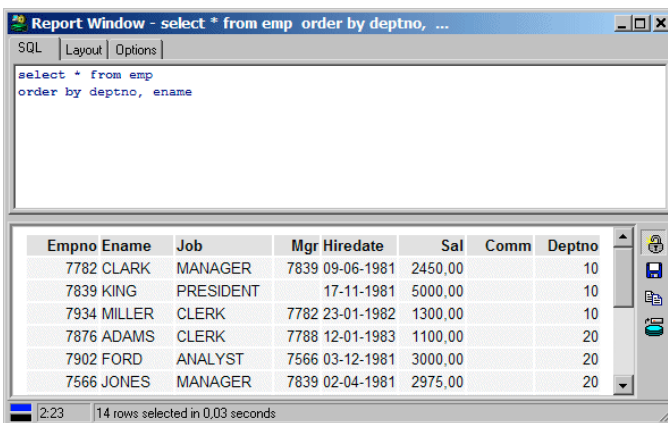 Report Window - select * from emp order by deptno, ...
SQL Layout Options
select * from emp
order by deptno, ename
Empno Ename Job Mgr Hiredate Sal Comm Deptno
7782 CLARK MANAGER 7839 09-06-1981 2450,00 10
7839 KING PRESIDENT 17-11-1981 5000,00 10
7934 MILLER CLERK 7782 23-01-1982 1300,00 10
7876 ADAMS CLERK 7788 12-01-1983 1100,00 20
7902 FORD ANALYST 7566 03-12-1981 3000,00 20
7566 JONES MANAGER 7839 02-04-1981 2975,00 20
2:23 14 rows selected in 0,03 seconds